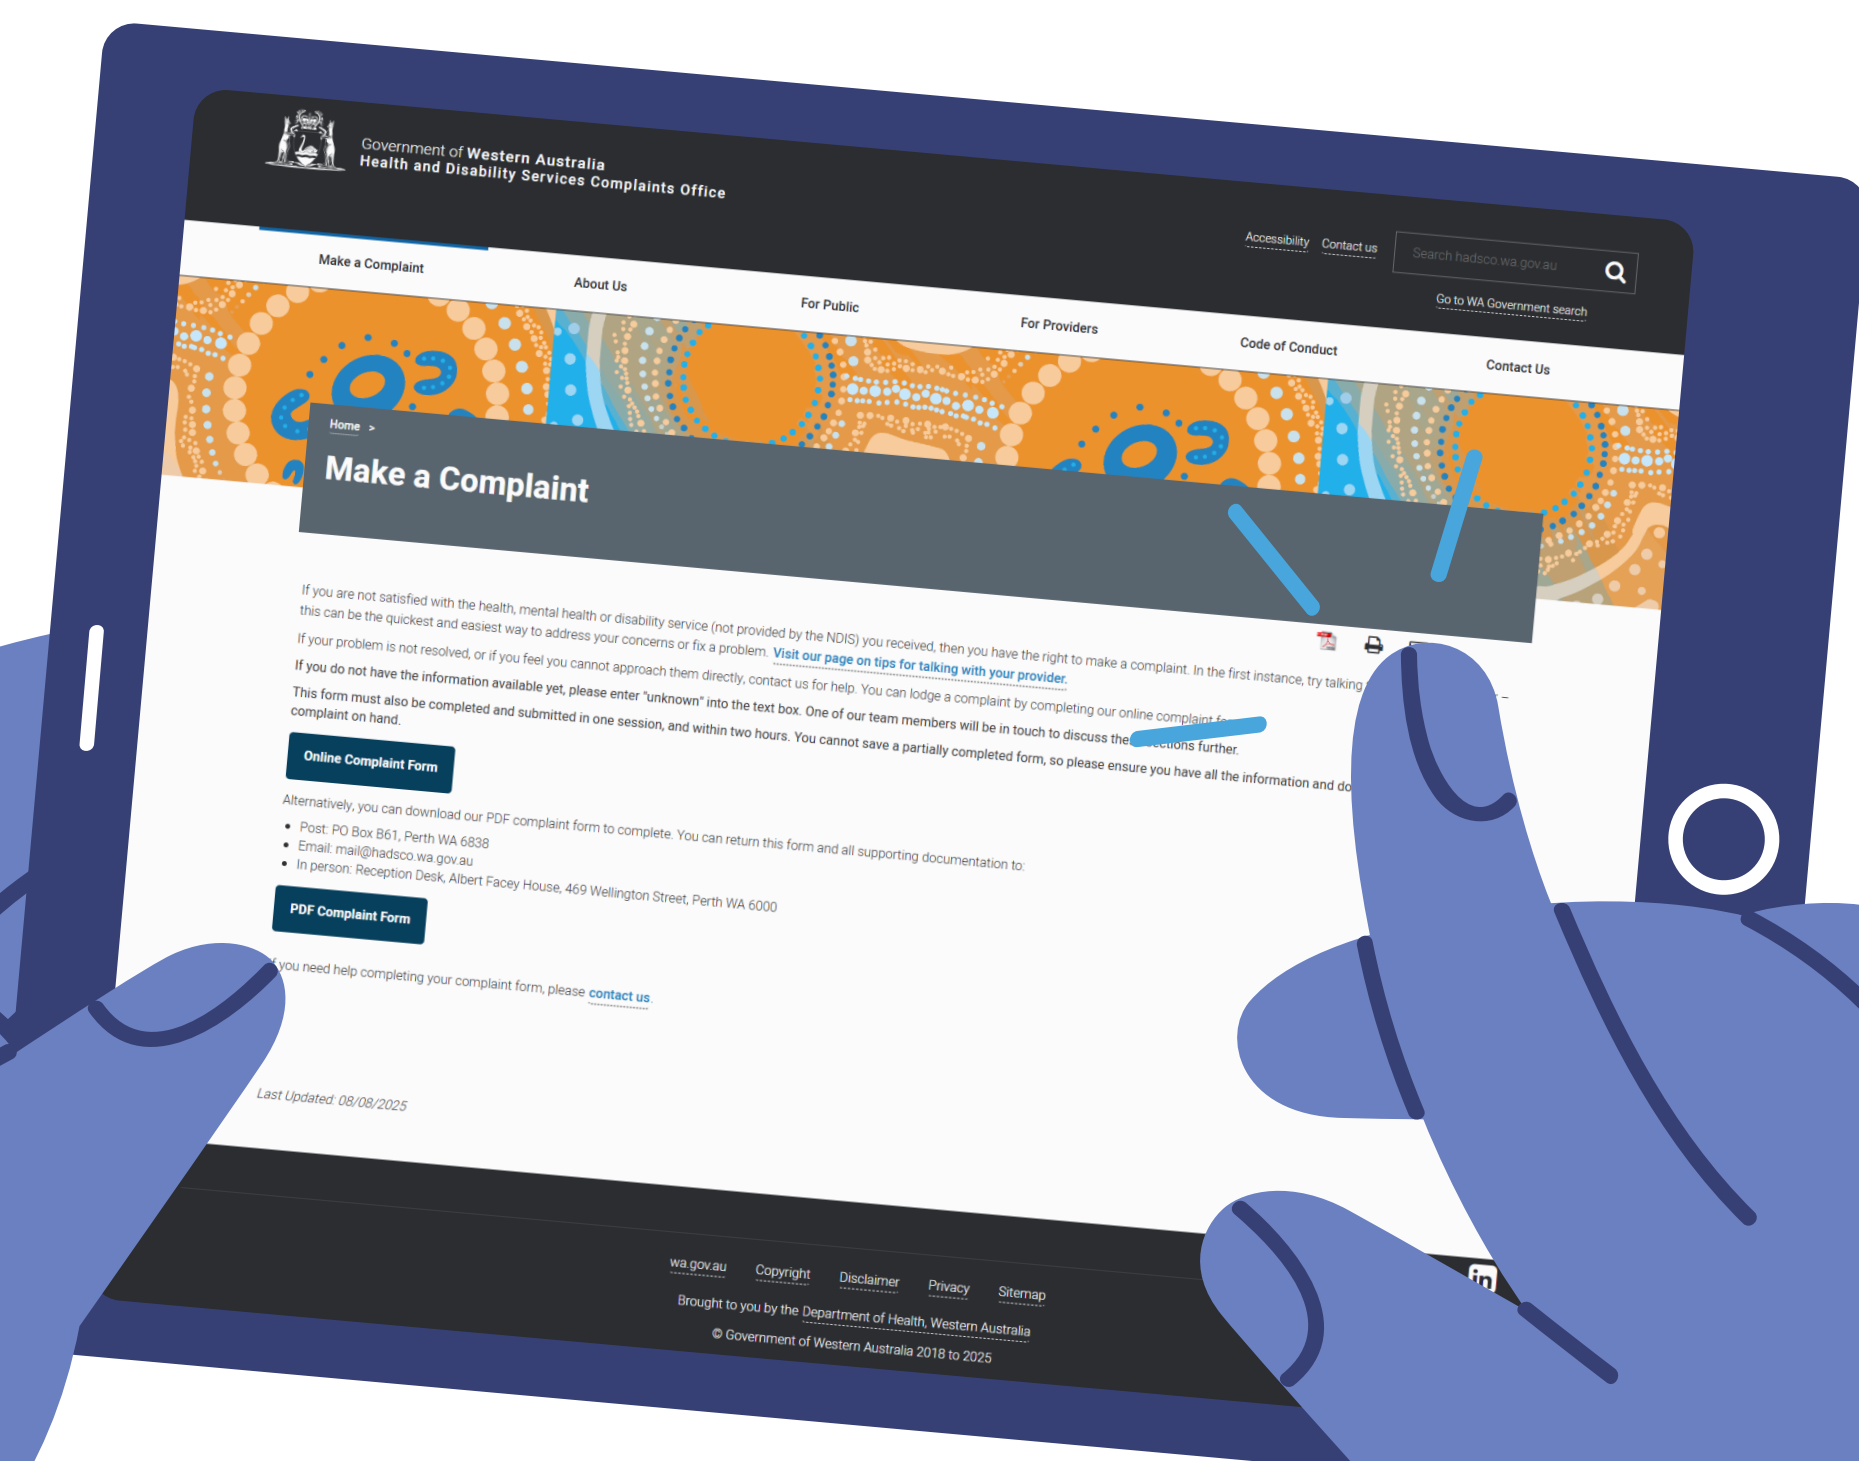 Government of Western Australia
Health and Disability Services Complaints Office
Accessibility
Contact us
Search hadsco.wa.gov.au
Go to WA Government search
Make a Complaint
About Us
For Public
For Providers
Code of Conduct
Contact Us
Home >
Make a Complaint
If you are not satisfied with the health, mental health or disability service (not provided by the NDIS) you received, then you have the right to make a complaint. In the first instance, try talking
this can be the quickest and easiest way to address your concerns or fix a problem. Visit our page on tips for talking with your provider.
If your problem is not resolved, or if you feel you cannot approach them directly, contact us for help. You can lodge a complaint by completing our online complaint
If you do not have the information available yet, please enter "unknown" into the text box. One of our team members will be in touch to discuss further.
This form must also be completed and submitted in one session, and within two hours. You cannot save a partially completed form, so please ensure you have all the information and
complaint on hand.
Online Complaint Form
Alternatively, you can download our PDF complaint form to complete. You can return this form and all supporting documentation to:
• Post: PO Box B61, Perth WA 6838
• Email: mail@hadsco.wa.gov.au
• In person: Reception Desk, Albert Facey House, 469 Wellington Street, Perth WA 6000
PDF Complaint Form
If you need help completing your complaint form, please contact us.
Last Updated: 08/08/2025
in
wa.gov.au
Copyright
Disclaimer
Privacy
Sitemap
Brought to you by the Department of Health, Western Australia
© Government of Western Australia 2018 to 2025